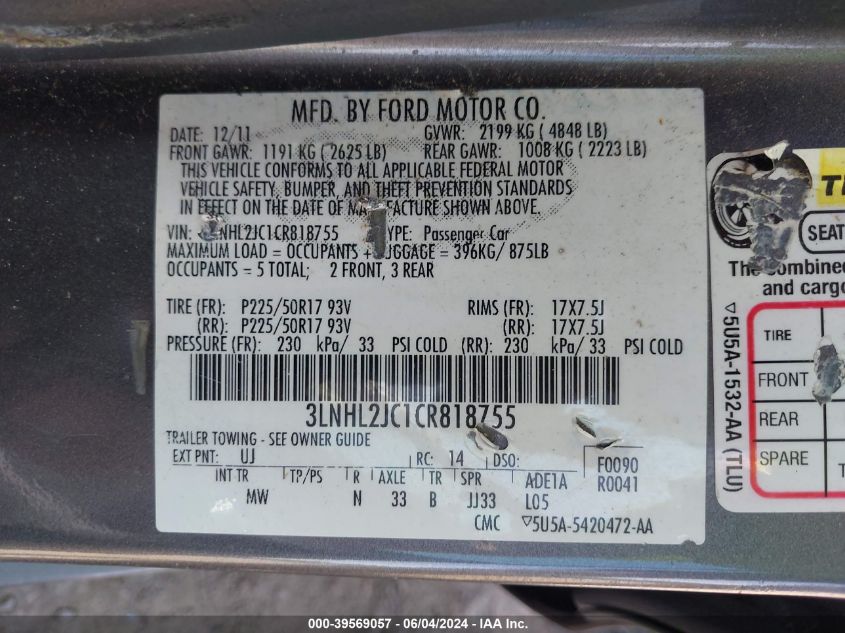 MFD. BY FORD MOTOR CO.
DATE: 12/11 GVWR: 2199 KG ( 4848 LB)
FRONT GAWR: 1191 KG ( 2625 LB) REAR GAWR: 1008 KG ( 2223 LB)
THIS VEHICLE CONFORMS TO ALL APPLICABLE FEDERAL MOTOR
VEHICLE SAFETY, BUMPER, AND THEFT PREVENTION STANDARDS
IN EFFECT ON THE DATE OF MANUFACTURE SHOWN ABOVE.
VIN: 3LNHL2JC1CR818755 TYPE: Passenger Car
MAXIMUM LOAD = OCCUPANTS + LUGGAGE = 396KG/ 875LB
OCCUPANTS = 5 TOTAL; 2 FRONT, 3 REAR
TIRE (FR): P225/50R17 93V RIMS (FR): 17X7.5J
(RR): P225/50R17 93V (RR): 17X7.5J
PRESSURE (FR): 230 kPa/ 33 PSI COLD (RR): 230 kPa/ 33 PSI COLD
3LNHL2JC1CR818755
TRAILER TOWING - SEE OWNER GUIDE
EXT PNT: UJ RC: 14 DSO: F0090
R0041
INT TR TP/PS R AXLE TR SPR ADE1A
MW N 33 B JJ33 L05
CMC ▽5U5A-5420472-AA
SEAT
The combined
and cargo
TIRE
FRONT
REAR
SPARE
▽5U5A-1532-AA (TLU)
000-39569057 - 06/04/2024 - IAA Inc.